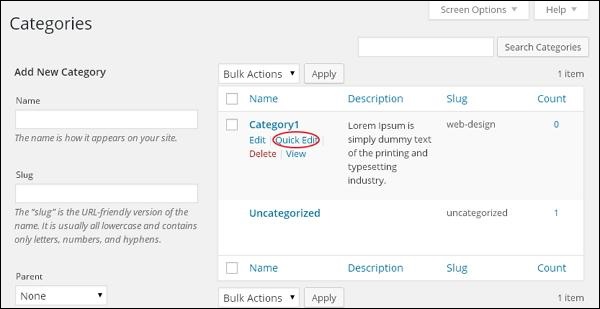 Categories
Screen Options ▼
Help ▼
Search Categories
Add New Category
Bulk Actions ▼ Apply
1 item
Name
The name is how it appears on your site.
Slug
The “slug” is the URL-friendly version of the
name. It is usually all lowercase and contains
only letters, numbers, and hyphens.
Parent
None ▼
Name Description Slug Count
Category1
Edit | Quick Edit |
Delete | View
Lorem Ipsum is
simply dummy text
of the printing and
typesetting
industry.
web-design
0
Uncategorized
uncategorized
1
Name Description Slug Count
Bulk Actions ▼ Apply
1 item